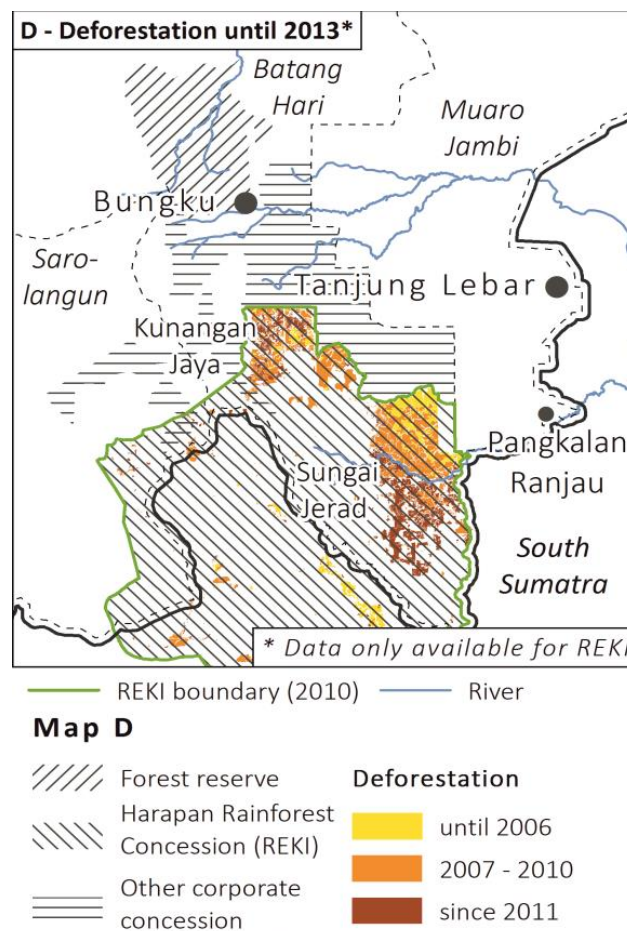 D - Deforestation until 2013*
Batang
Hari
Muaro
Jambi
Bungku
Saro-
langun
Tanjung Lebar
Kunangan
Jaya
Pangkalan
Ranjau
Sungai
Jerad
South
Sumatra
* Data only available for REKI
REKI boundary (2010)
River
Map D
Forest reserve
Harapan Rainforest
Concession (REKI)
Other corporate
concession
Deforestation
until 2006
2007 - 2010
since 2011